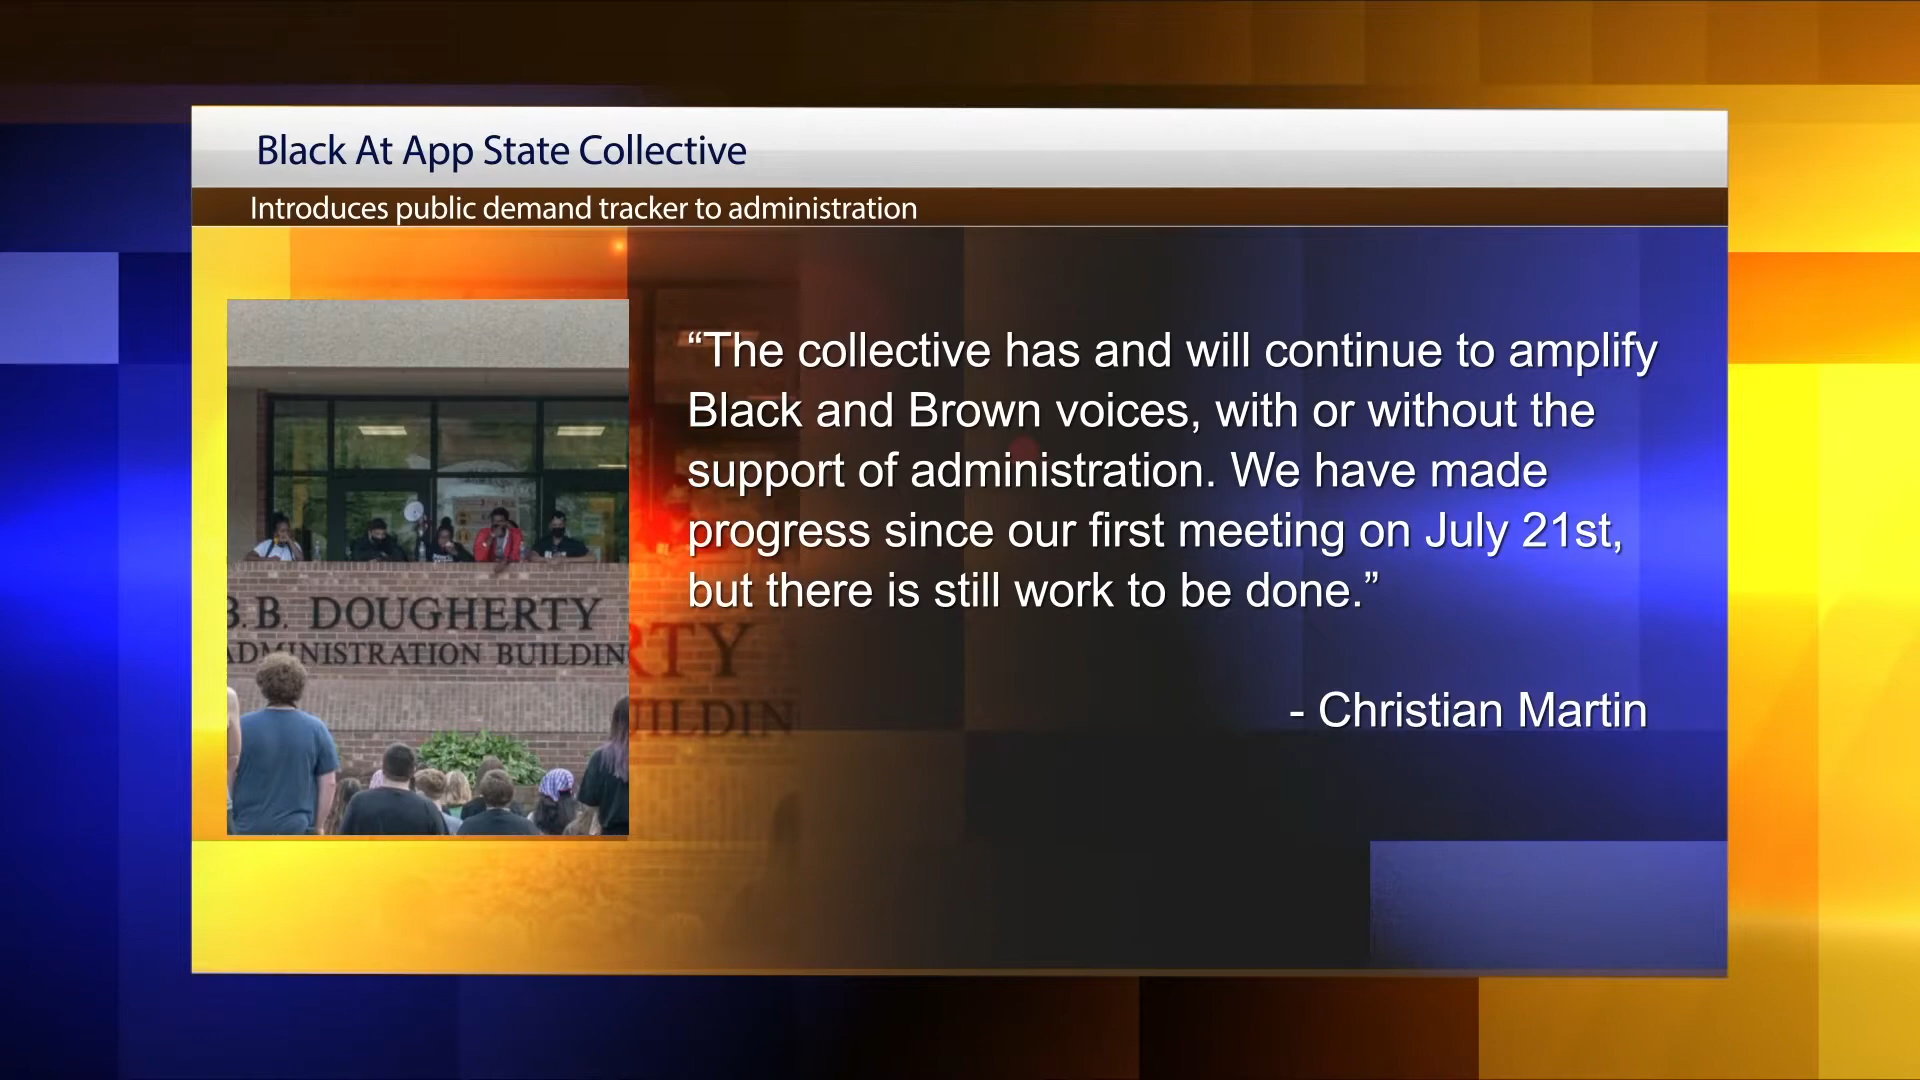 Black At App State Collective
Introduces public demand tracker to administration
“The collective has and will continue to amplify
Black and Brown voices, with or without the
support of administration. We have made
progress since our first meeting on July 21st,
but there is still work to be done.”
- Christian Martin
B.B. DOUGHERTY
ADMINISTRATION BUILDIN
RTY
UILDIN